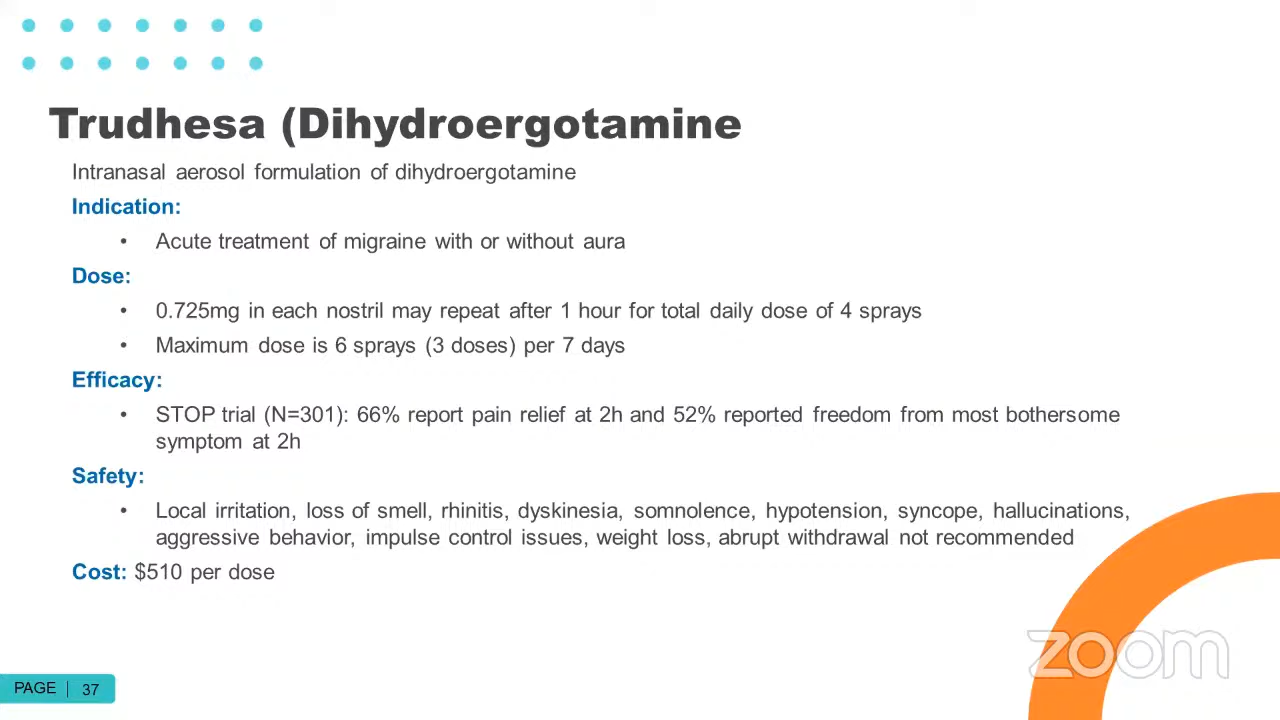 Trudhesa (Dihydroergotamine
Intranasal aerosol formulation of dihydroergotamine
Indication:
• Acute treatment of migraine with or without aura
Dose:
• 0.725mg in each nostril may repeat after 1 hour for total daily dose of 4 sprays
• Maximum dose is 6 sprays (3 doses) per 7 days
Efficacy:
• STOP trial (N=301): 66% report pain relief at 2h and 52% reported freedom from most bothersome
symptom at 2h
Safety:
• Local irritation, loss of smell, rhinitis, dyskinesia, somnolence, hypotension, syncope, hallucinations,
aggressive behavior, impulse control issues, weight loss, abrupt withdrawal not recommended
Cost: $510 per dose
zoom
PAGE | 37